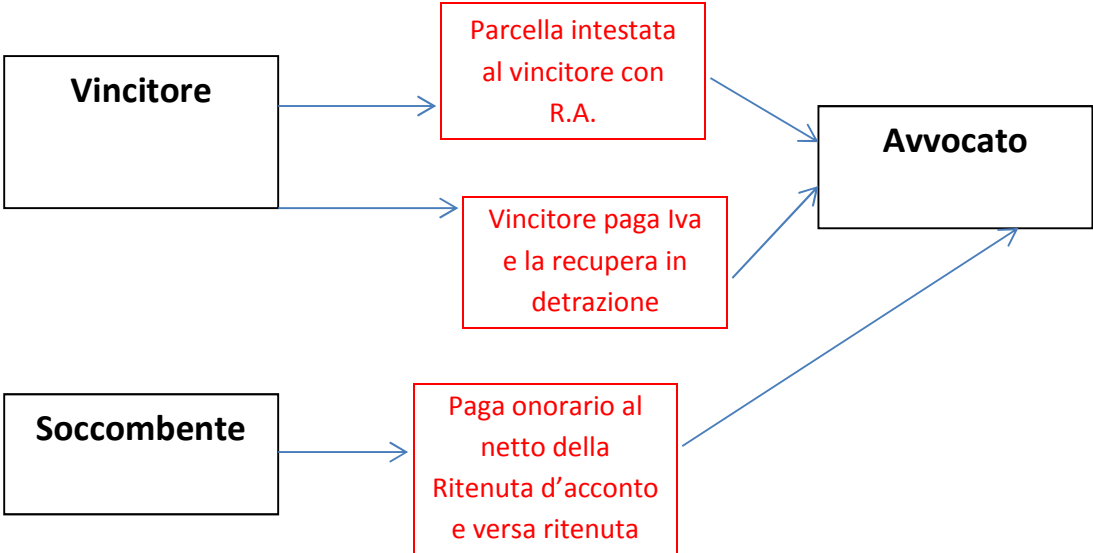 Vincitore
Parcella intestata
al vincitore con
R.A.
Avvocato
Vincitore paga Iva
e la recupera in
detrazione
Soccombente
Paga onorario al
netto della
Ritenuta d’acconto
e versa ritenuta